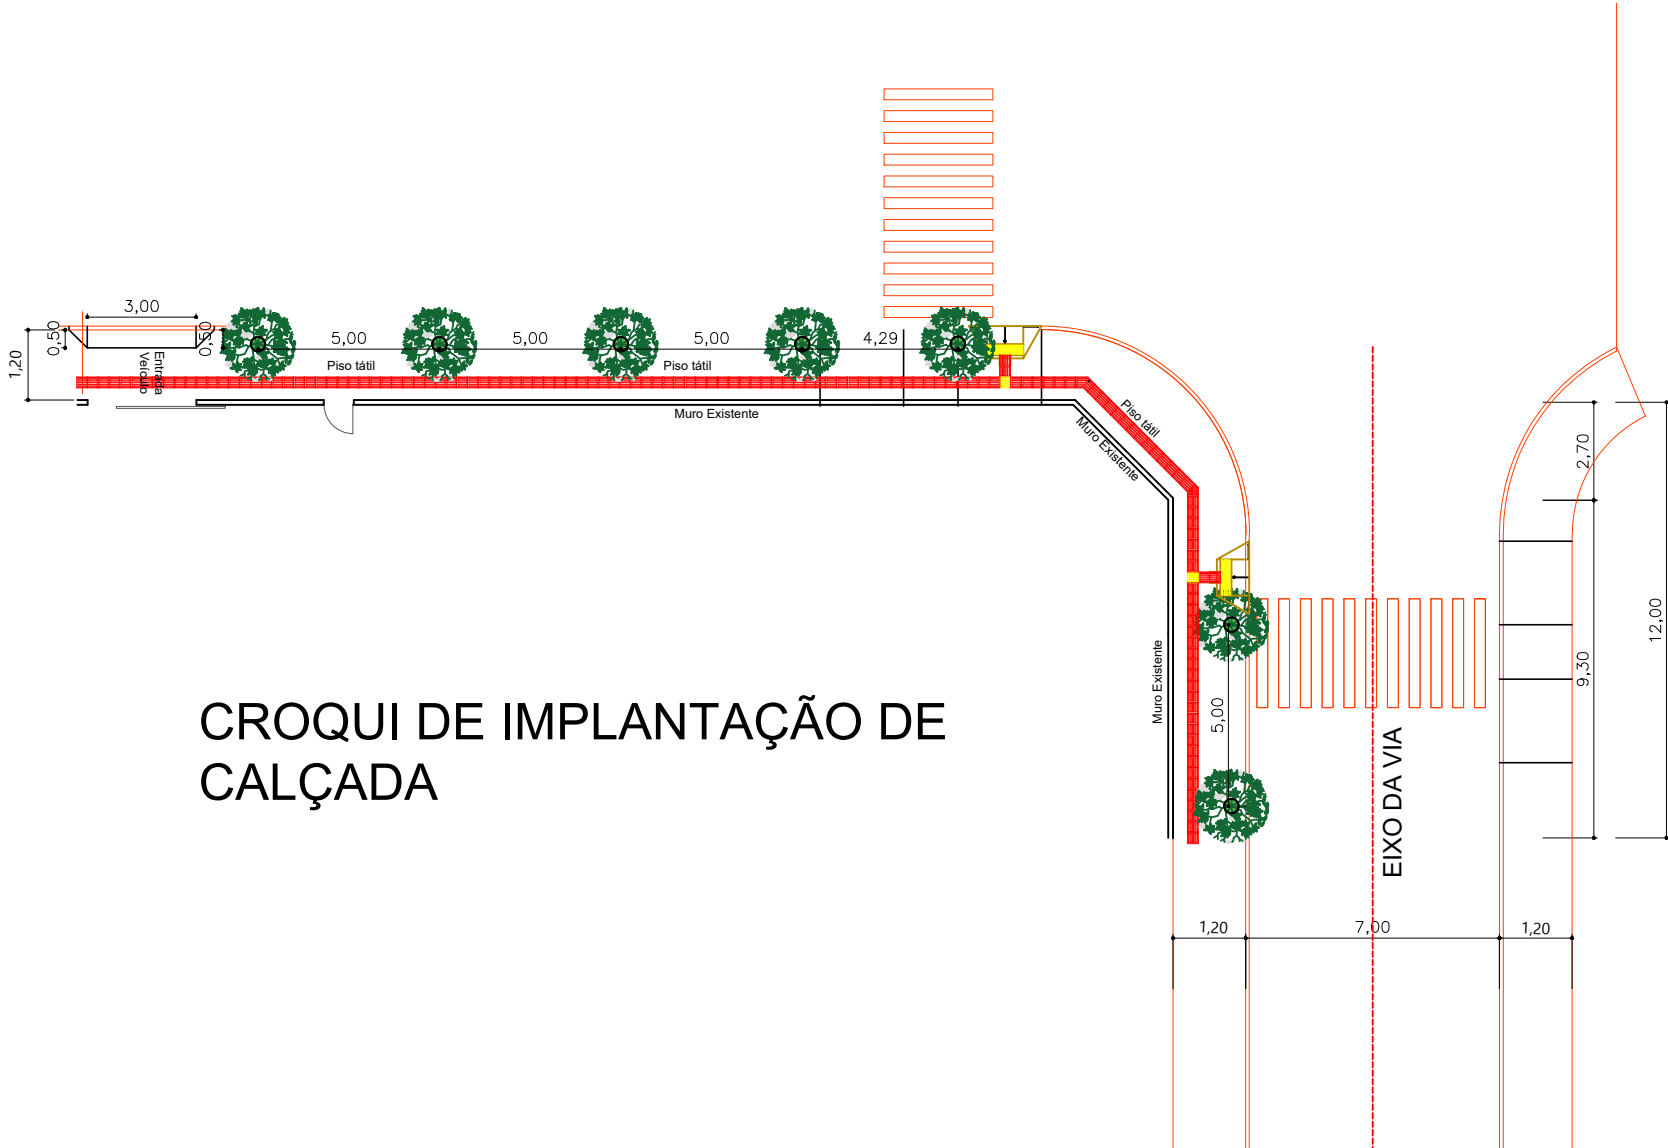 3,00
0,50
0,50
1,20
Entrada
Veículo
5,00
5,00
5,00
4,29
Piso tátil
Piso tátil
Muro Existente
Piso tátil
Muro Existente
2,70
12,00
9,30
Muro Existente
5,00
CROQUI DE IMPLANTAÇÃO DE
CALÇADA
EIXO DA VIA
1,20
7,00
1,20